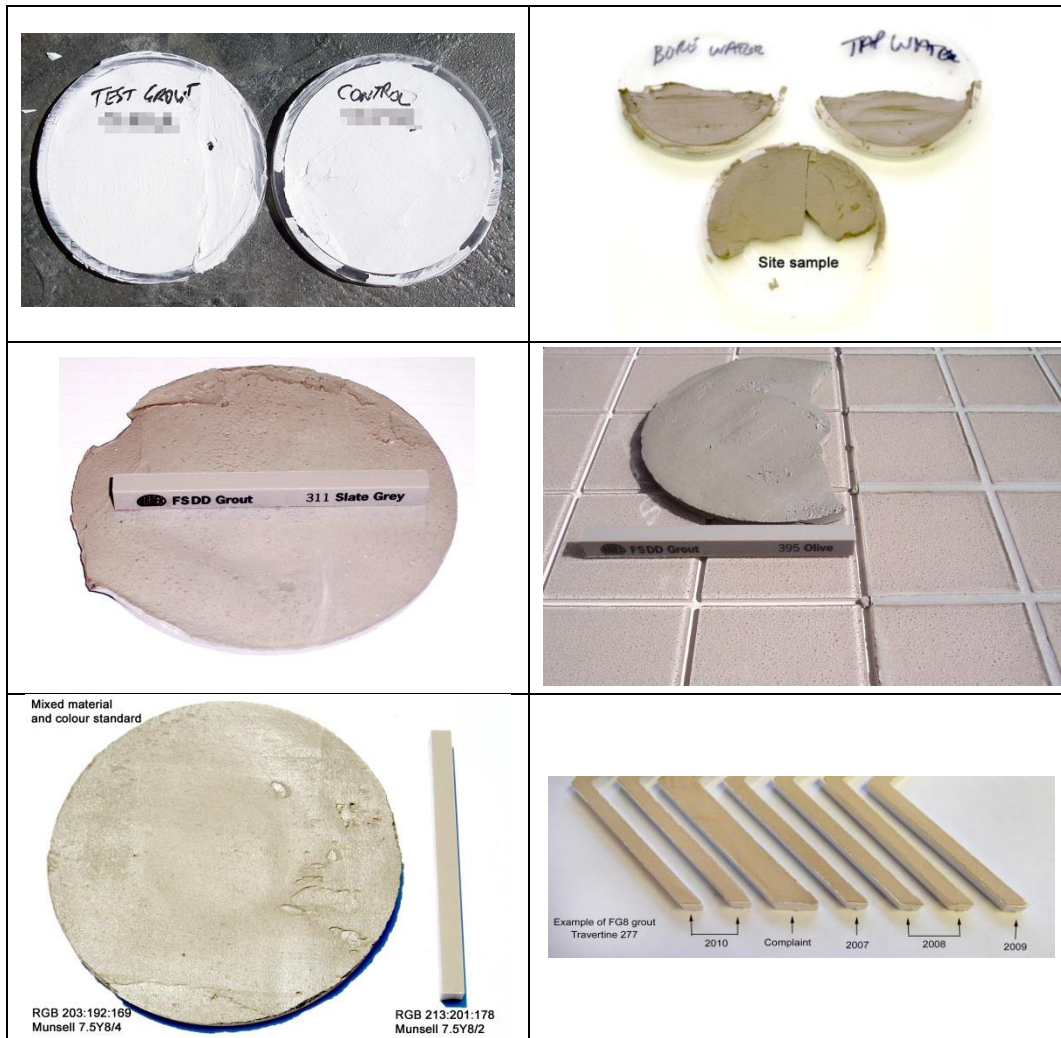 TEST GROUT
CONTROL
BORE WATER
TAP WATER
Site sample
FSDD Grout 311 Slate Grey
FSDD Grout 395 Olive
Mixed material
and colour standard
RGB 203:192:169
Munsell 7.5Y8/4
RGB 213:201:178
Munsell 7.5Y8/2
Example of FG8 grout
Travertine 277
2010
Complaint
2007
2008
2009